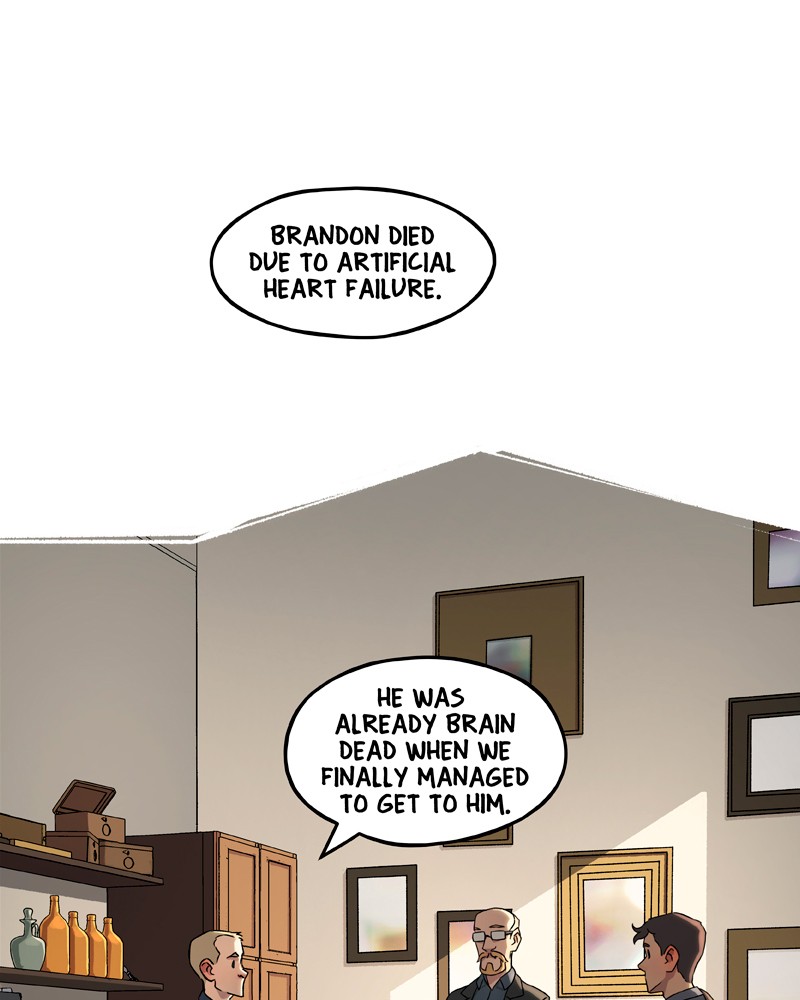 BRANDON DIED
DUE TO ARTIFICIAL
HEART FAILURE.
HE WAS
ALREADY BRAIN
DEAD WHEN WE
FINALLY MANAGED
TO GET TO HIM.